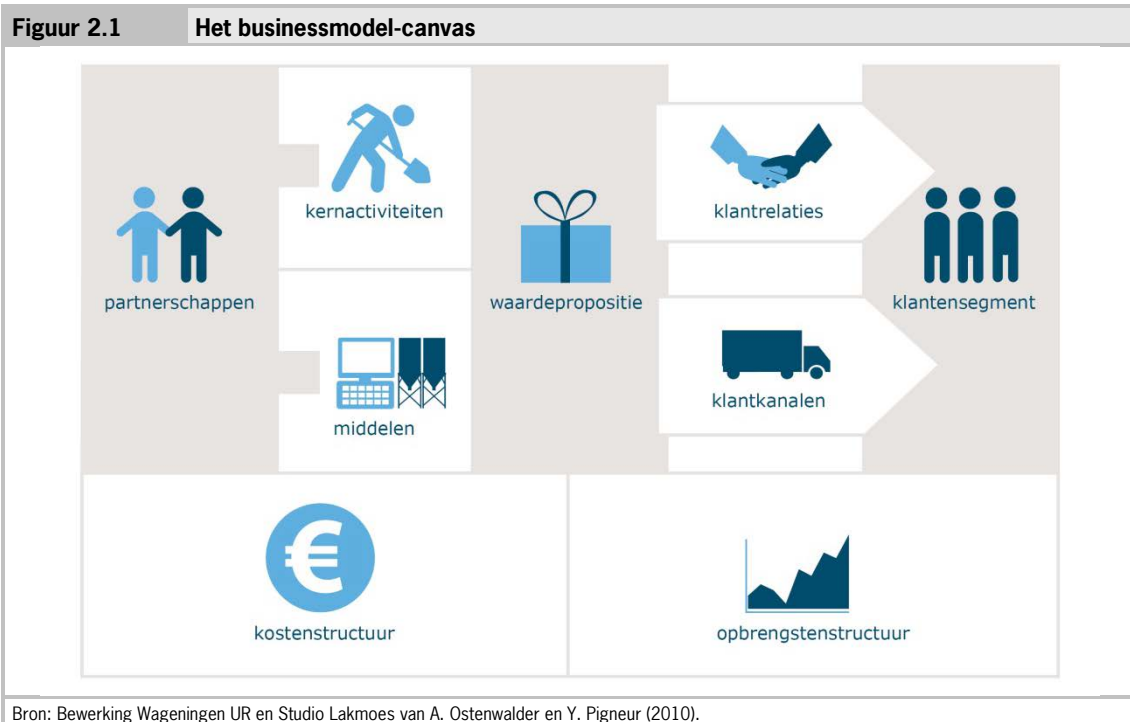 Figuur 2.1 Het businessmodel-canvas
kernactiviteiten
klantrelaties
partnerschappen
waardepropositie
klantensegment
middelen
klantkanalen
€
kostenstructuur
opbrengstenstructuur
Bron: Bewerking Wageningen UR en Studio Lakmoes van A. Ostenwalder en Y. Pigneur (2010).